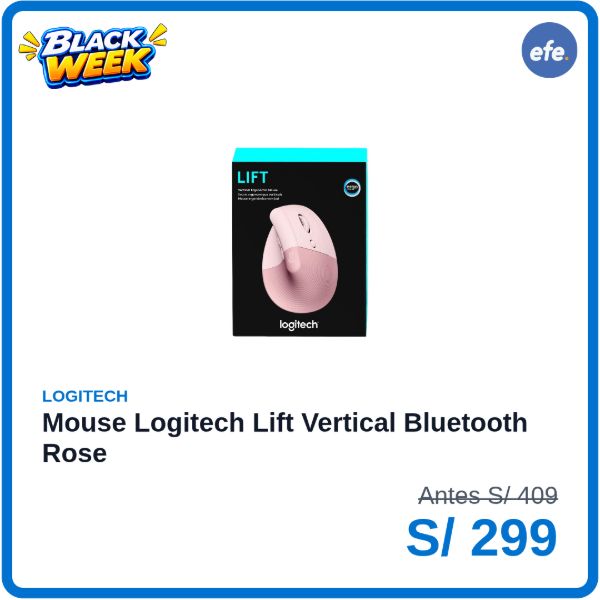 BLACK
WEEK
efe.
LIFT
logitech
LOGITECH
Mouse Logitech Lift Vertical Bluetooth
Rose
Antes S/ 409
S/ 299